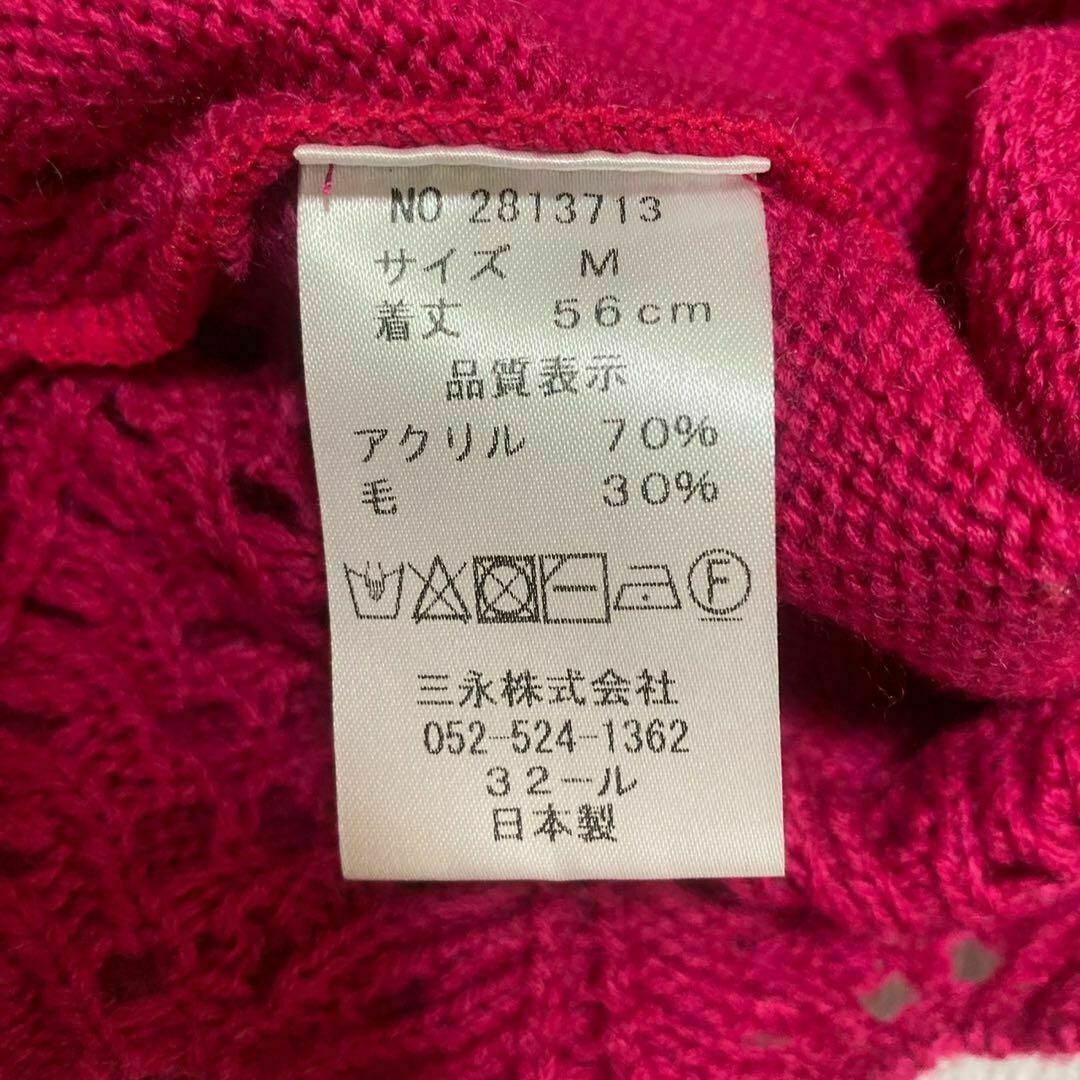 NO 2813713
サイズ M
着丈 56cm
品質表示
アクリル 70%
毛 30%
F
三永株式会社
052-524-1362
32ール
日本製